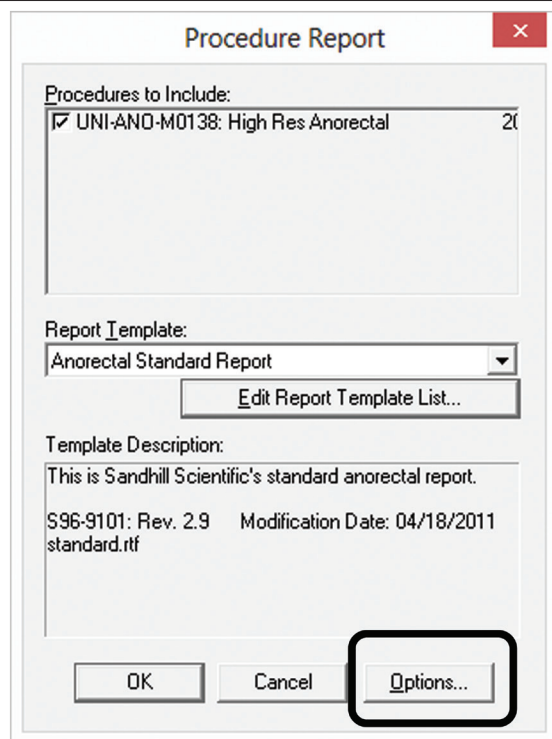 Procedure Report
Procedures to Include:
UNI-ANO-M0138: High Res Anorectal 20
Report Template:
Anorectal Standard Report
Edit Report Template List...
Template Description:
This is Sandhill Scientific's standard anorectal report.
S96-9101: Rev. 2.9 Modification Date: 04/18/2011
standard.rtf
OK Cancel Options...